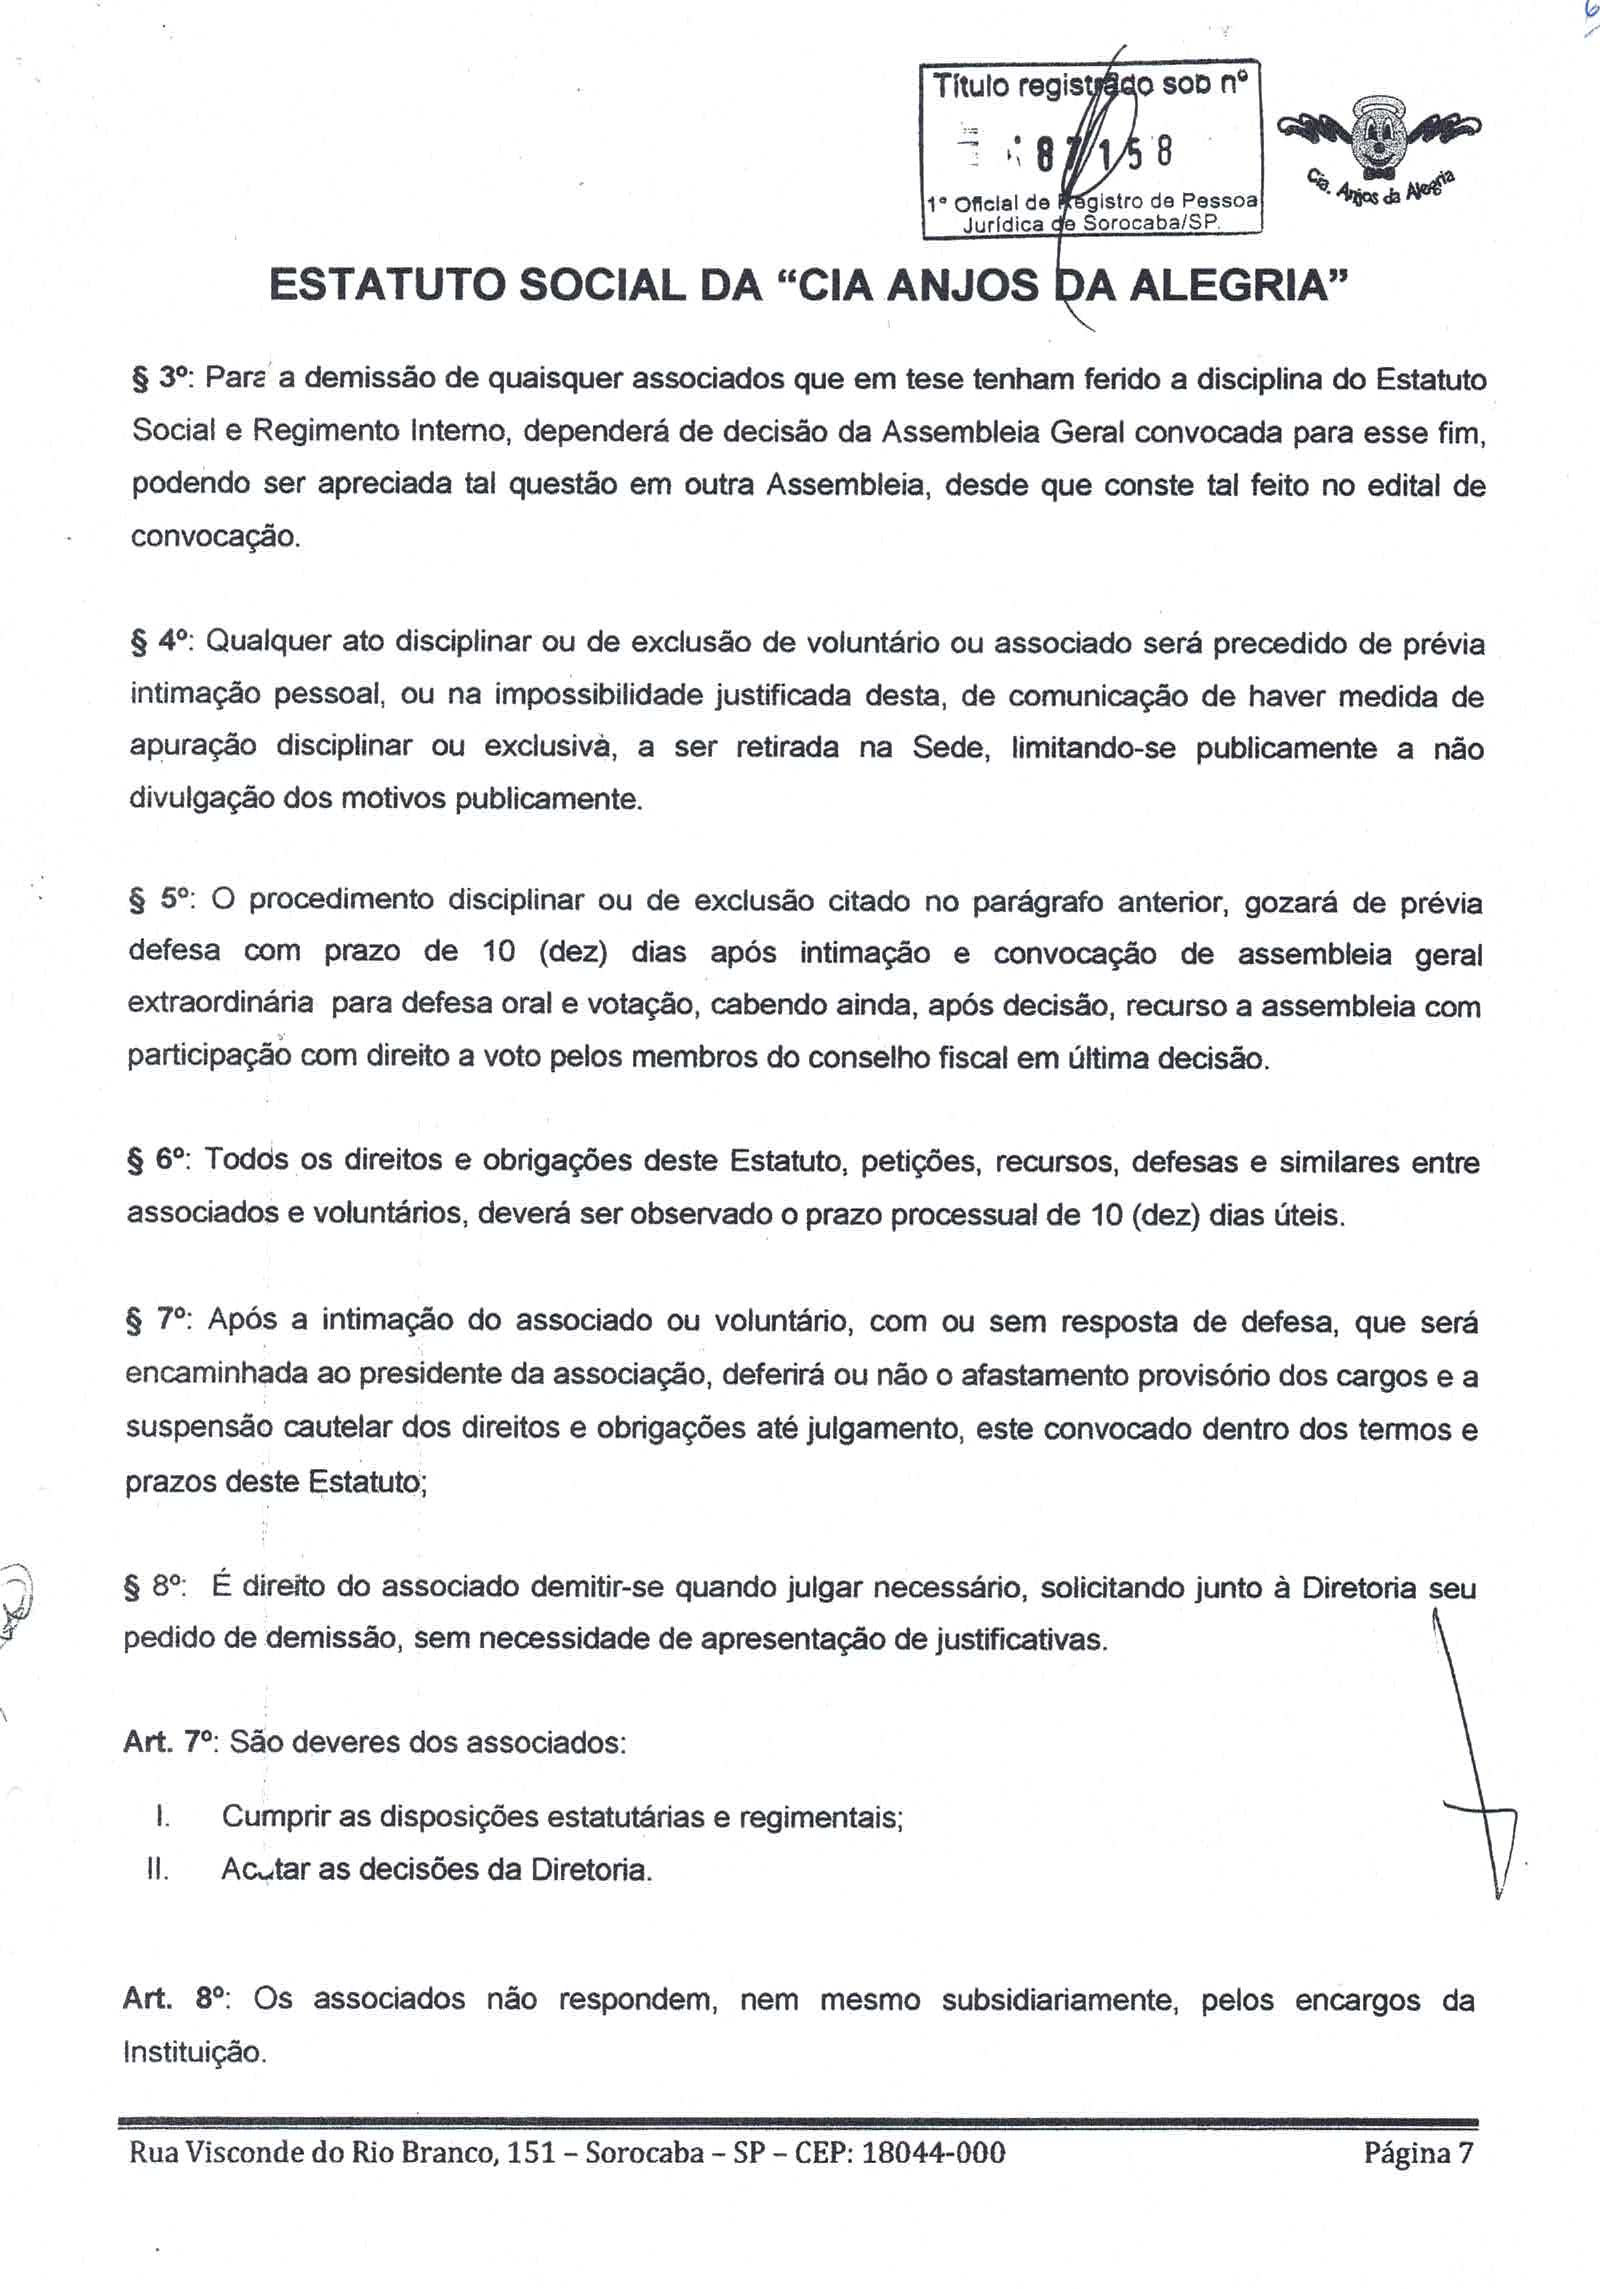 Título registrado sob nº
87158
1º Oficial de Registro de Pessoa
Jurídica de Sorocaba/SP.
Cia. Anjos da Alegria
ESTATUTO SOCIAL DA “CIA ANJOS DA ALEGRIA”
§ 3º: Para a demissão de quaisquer associados que em tese tenham ferido a disciplina do Estatuto
Social e Regimento Interno, dependerá de decisão da Assembleia Geral convocada para esse fim,
podendo ser apreciada tal questão em outra Assembleia, desde que conste tal feito no edital de
convocação.
§ 4º: Qualquer ato disciplinar ou de exclusão de voluntário ou associado será precedido de prévia
intimação pessoal, ou na impossibilidade justificada desta, de comunicação de haver medida de
apuração disciplinar ou exclusiva, a ser retirada na Sede, limitando-se publicamente a não
divulgação dos motivos publicamente.
§ 5º: O procedimento disciplinar ou de exclusão citado no parágrafo anterior, gozará de prévia
defesa com prazo de 10 (dez) dias após intimação e convocação de assembleia geral
extraordinária para defesa oral e votação, cabendo ainda, após decisão, recurso a assembleia com
participação com direito a voto pelos membros do conselho fiscal em última decisão.
§ 6º: Todos os direitos e obrigações deste Estatuto, petições, recursos, defesas e similares entre
associados e voluntários, deverá ser observado o prazo processual de 10 (dez) dias úteis.
§ 7º: Após a intimação do associado ou voluntário, com ou sem resposta de defesa, que será
encaminhada ao presidente da associação, deferirá ou não o afastamento provisório dos cargos e a
suspensão cautelar dos direitos e obrigações até julgamento, este convocado dentro dos termos e
prazos deste Estatuto;
§ 8º: É direito do associado demitir-se quando julgar necessário, solicitando junto à Diretoria seu
pedido de demissão, sem necessidade de apresentação de justificativas.
Art. 7º: São deveres dos associados:
I. Cumprir as disposições estatutárias e regimentais;
II. Acatar as decisões da Diretoria.
Art. 8º: Os associados não respondem, nem mesmo subsidiariamente, pelos encargos da
Instituição.
Rua Visconde do Rio Branco, 151 – Sorocaba – SP – CEP: 18044-000 Página 7